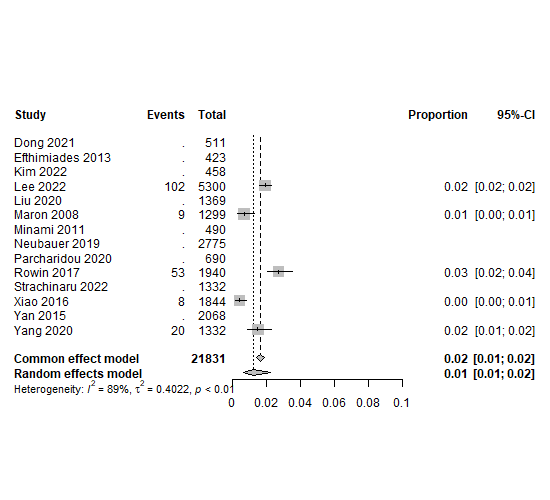 Study Events Total Proportion 95%-CI
Dong 2021 . 511
Efthimiades 2013 . 423
Kim 2022 . 458
Lee 2022 102 5300 0.02 [0.02; 0.02]
Liu 2020 . 1369
Maron 2008 9 1299 0.01 [0.00; 0.01]
Minami 2011 . 490
Neubauer 2019 . 2775
Parcharidou 2020 . 690
Rowin 2017 53 1940 0.03 [0.02; 0.04]
Strachinaru 2022 . 1332
Xiao 2016 8 1844 0.00 [0.00; 0.01]
Yan 2015 . 2068
Yang 2020 20 1332 0.02 [0.01; 0.02]
Common effect model 21831 0.02 [0.01; 0.02]
Random effects model 0.01 [0.01; 0.02]
Heterogeneity: I² = 89%, τ² = 0.4022, p < 0.01
0 0.02 0.04 0.06 0.08 0.1